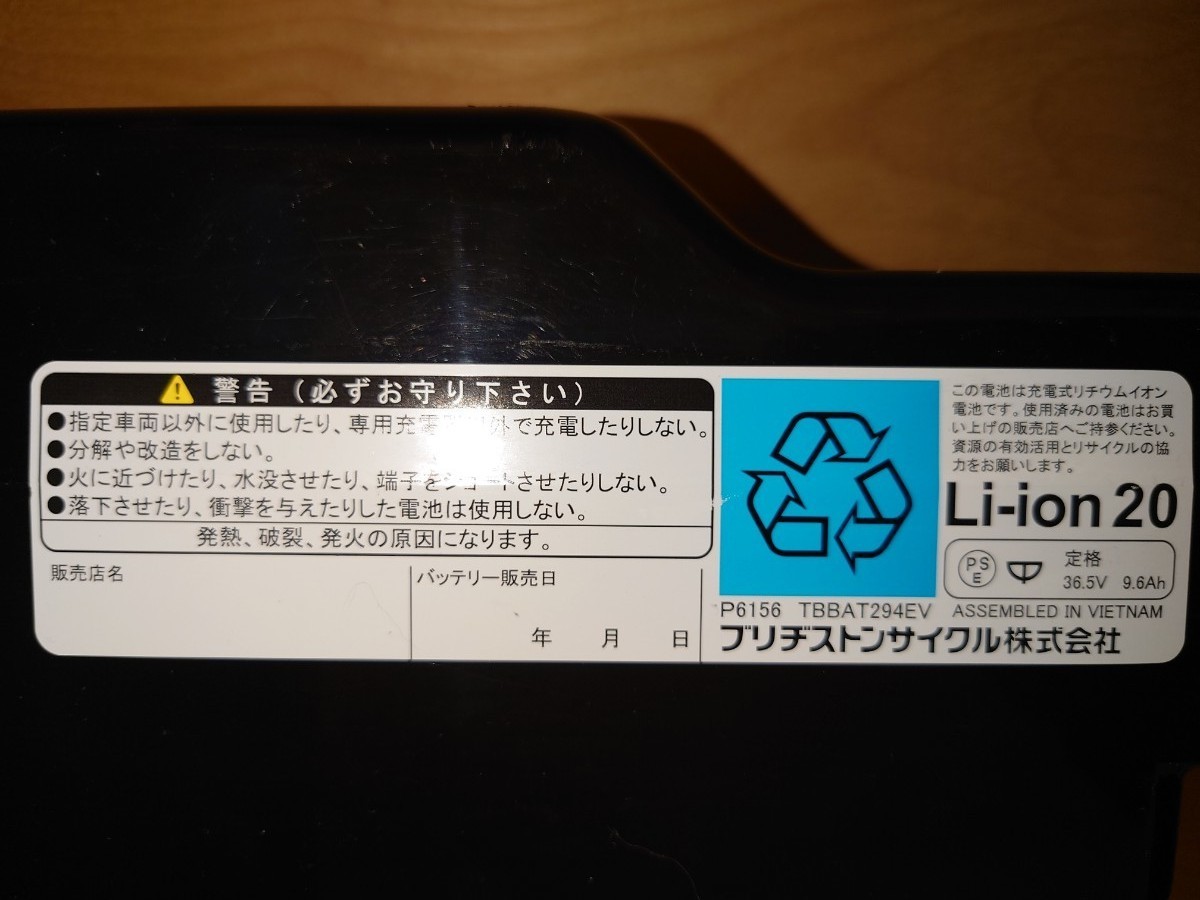 警告（必ずお守り下さい）
●指定車両以外に使用したり、専用充電 外で充電したりしない。
●分解や改造をしない。
●火に近づけたり、水没させたり、端子をショートさせたりしない。
●落下させたり、衝撃を与えたりした電池は使用しない。
発熱、破裂、発火の原因になります。
販売店名
バッテリー販売日
年 月 日
この電池は充電式リチウムイオン
電池です。使用済みの電池はお買
い上げの販売店へご持参ください。
資源の有効活用とリサイクルの協
力をお願いします。
Li-ion 20
PS
E
定格
36.5V 9.6Ah
P6156 TBBAT294EV ASSEMBLED IN VIETNAM
ブリヂストンサイクル株式会社